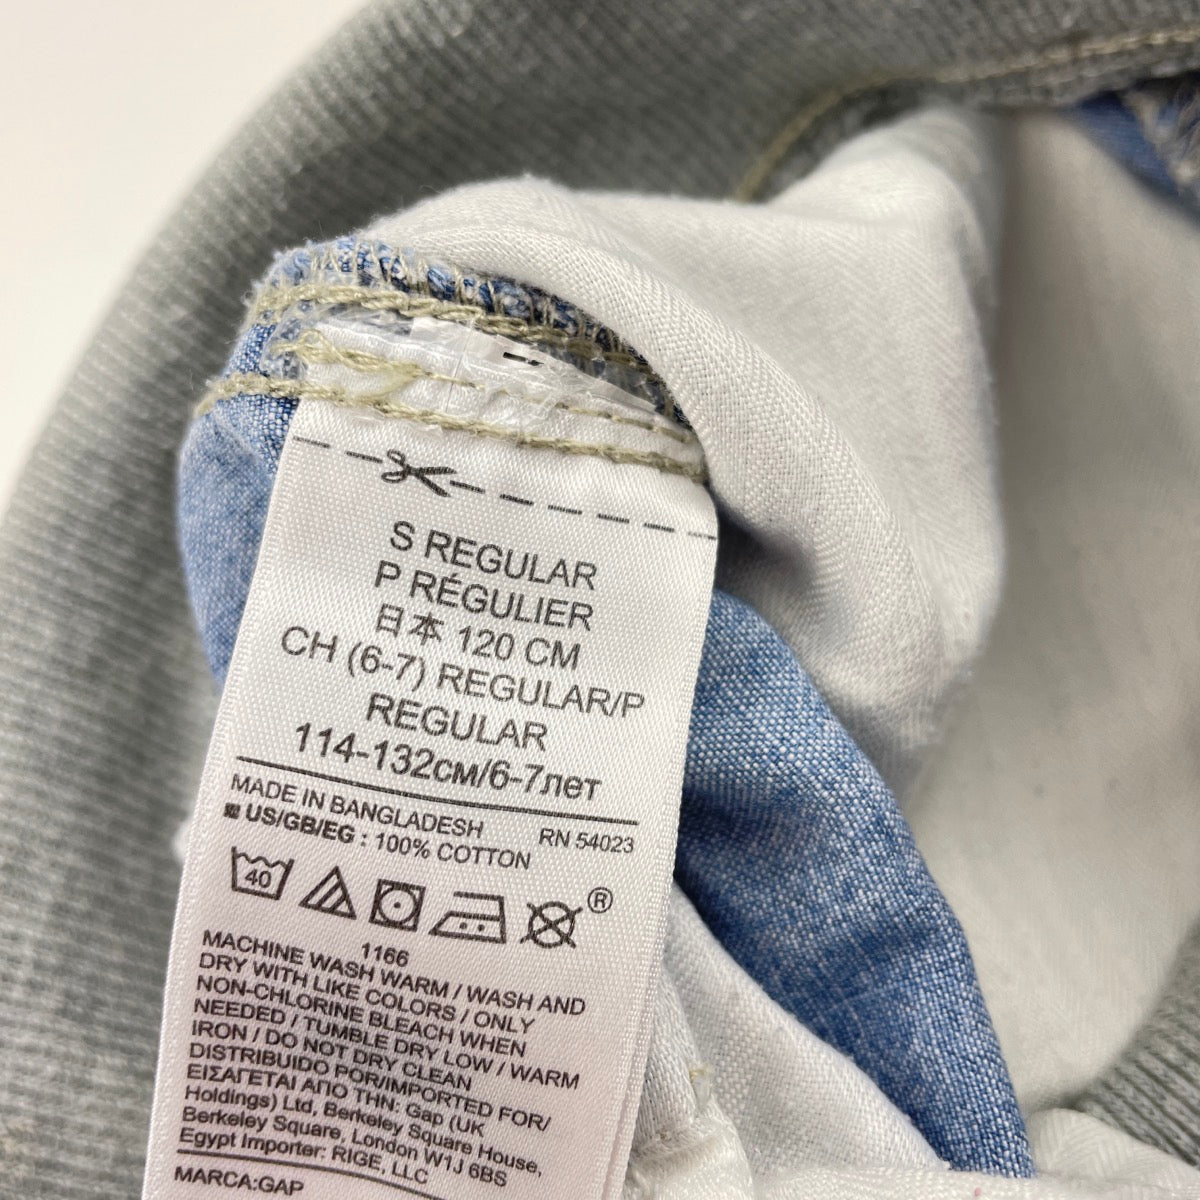 S REGULAR
P RÉGULIER
日本 120 CM
CH (6-7) REGULAR/P
REGULAR
114-132см/6-7лет
MADE IN BANGLADESH RN 54023
US/GB/EG : 100% COTTON
40 ®
1166
MACHINE WASH WARM / WASH AND
DRY WITH LIKE COLORS / ONLY
NON-CHLORINE BLEACH WHEN
NEEDED / TUMBLE DRY LOW / WARM
IRON / DO NOT DRY CLEAN
DISTRIBUIDO POR/IMPORTED FOR/
ΕΙΣΑΓΕΤΑΙ ΑΠΟ ΤΗΝ: Gap (UK
Holdings) Ltd, Berkeley Square House,
Berkeley Square, London W1J 6BS
Egypt Importer: RIGE, LLC
MARCA:GAP